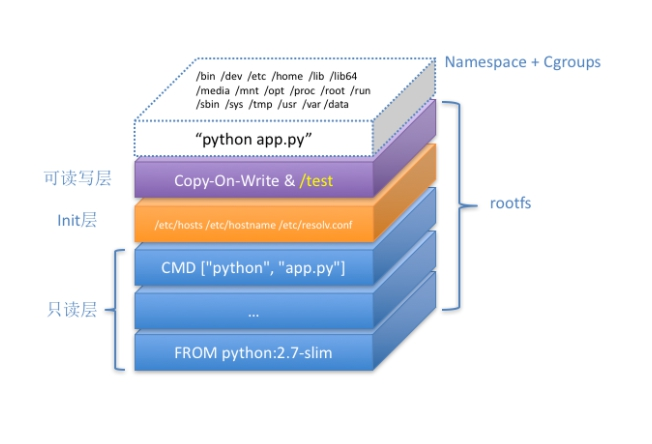 /bin /dev /etc /home /lib /lib64
/media /mnt /opt /proc /root /run
/sbin /sys /tmp /usr /var /data
Namespace + Cgroups
“python app.py”
可读写层
Copy-On-Write & /test
rootfs
Init层
/etc/hosts /etc/hostname /etc/resolv.conf
CMD ["python", "app.py"]
只读层
...
FROM python:2.7-slim